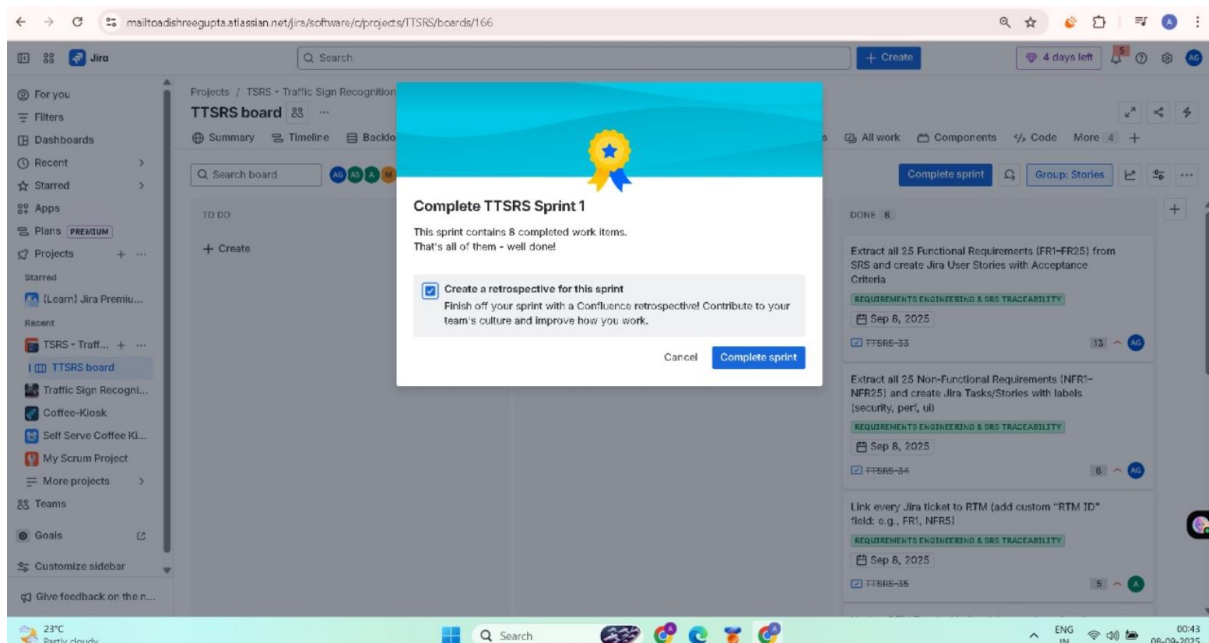 mailtoadishreegupta.atlassian.net/jira/software/c/projects/TTSRS/boards/166
Jira
Search
+ Create
4 days left
5
AG
For you
Filters
Dashboards
Recent
Starred
Apps
Plans PREMIUM
Projects
Starred
(Learn) Jira Premiu...
Recent
TSRS - Traff...
TTSRS board
Traffic Sign Recogni...
Coffee-Kiosk
Self Serve Coffee Ki...
My Scrum Project
More projects
Teams
Goals
Customize sidebar
Give feedback on the n...
Projects / TSRS - Traffic Sign Recognition
TTSRS board
Summary
Timeline
Backlo
s
All work
Components
Code
More 4
Search board
AG AS A M
Complete sprint
Group: Stories
TO DO
+ Create
Complete TTSRS Sprint 1
This sprint contains 8 completed work items.
That's all of them - well done!
Create a retrospective for this sprint
Finish off your sprint with a Confluence retrospective! Contribute to your
team's culture and improve how you work.
Cancel
Complete sprint
DONE 8
Extract all 25 Functional Requirements (FR1–FR25) from
SRS and create Jira User Stories with Acceptance
Criteria
REQUIREMENTS ENGINEERING & SRS TRACEABILITY
Sep 8, 2025
TTSRS-33
13
AG
Extract all 25 Non-Functional Requirements (NFR1–
NFR25) and create Jira Tasks/Stories with labels
(security, perf, ui)
REQUIREMENTS ENGINEERING & SRS TRACEABILITY
Sep 8, 2025
TTSRS-34
AG
Link every Jira ticket to RTM (add custom "RTM ID"
field: e.g., FR1, NFR5)
REQUIREMENTS ENGINEERING & SRS TRACEABILITY
Sep 8, 2025
TTSRS-35
5
A
23°C
Partly cloudy
Search
ENG
IN
00:43
08-09-2025